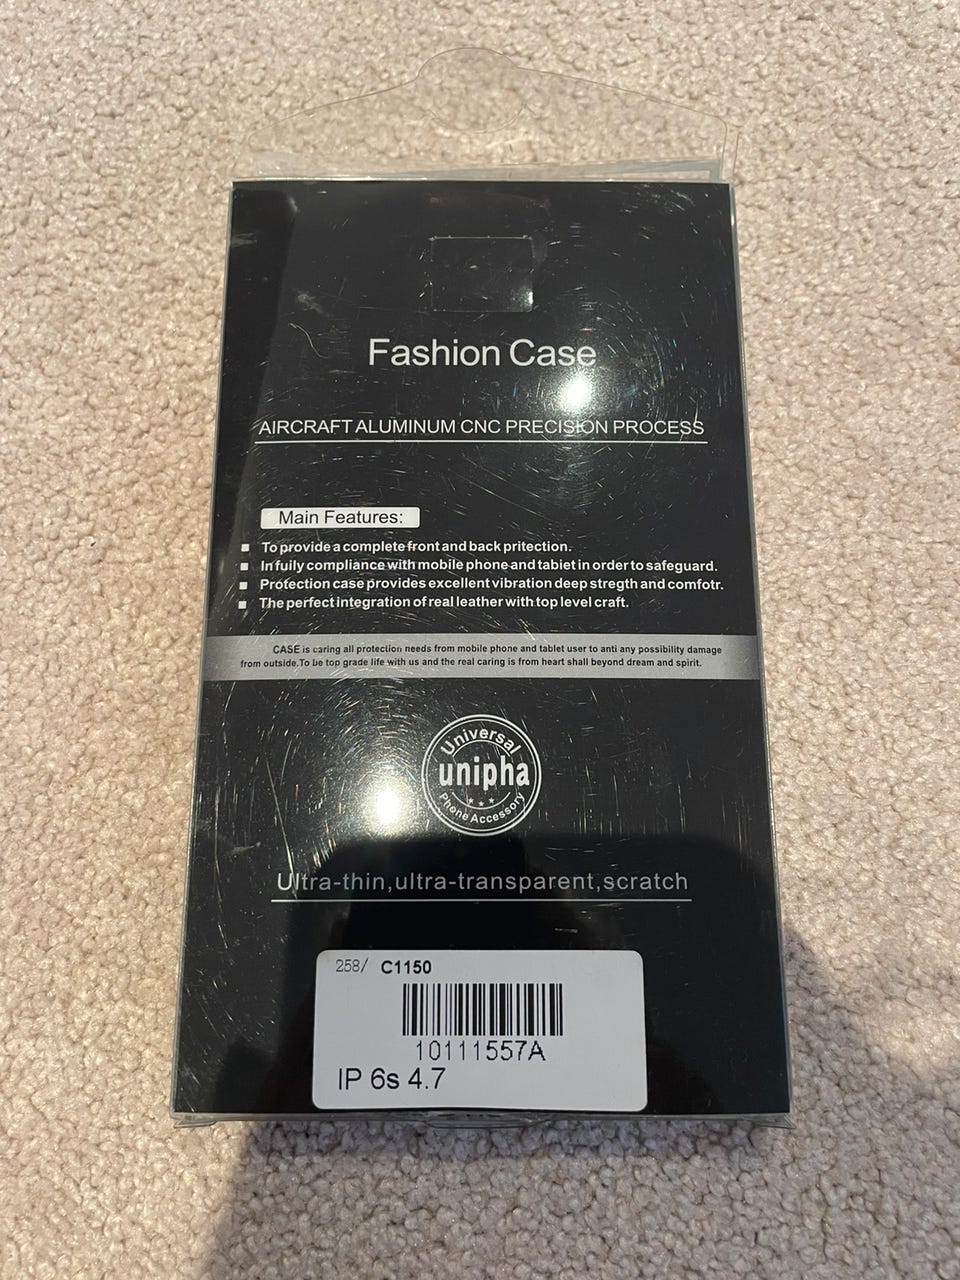 Fashion Case
AIRCRAFT ALUMINUM CNC PRECISION PROCESS
Main Features:
■ To provide a complete front and back pritection.
■ In fuily compliance with mobile phone and tabiet in order to safeguard.
■ Protection case provides excellent vibration deep stregth and comfotr.
■ The perfect integration of real leather with top level craft.
CASE is caring all protection needs from mobile phone and tablet user to anti any possibility damage
from outside.To be top grade life with us and the real caring is from heart shall beyond dream and spirit.
Universal
unipha
Phone Accessory
Ultra-thin,ultra-transparent,scratch
258/ C1150
10111557A
IP 6s 4.7